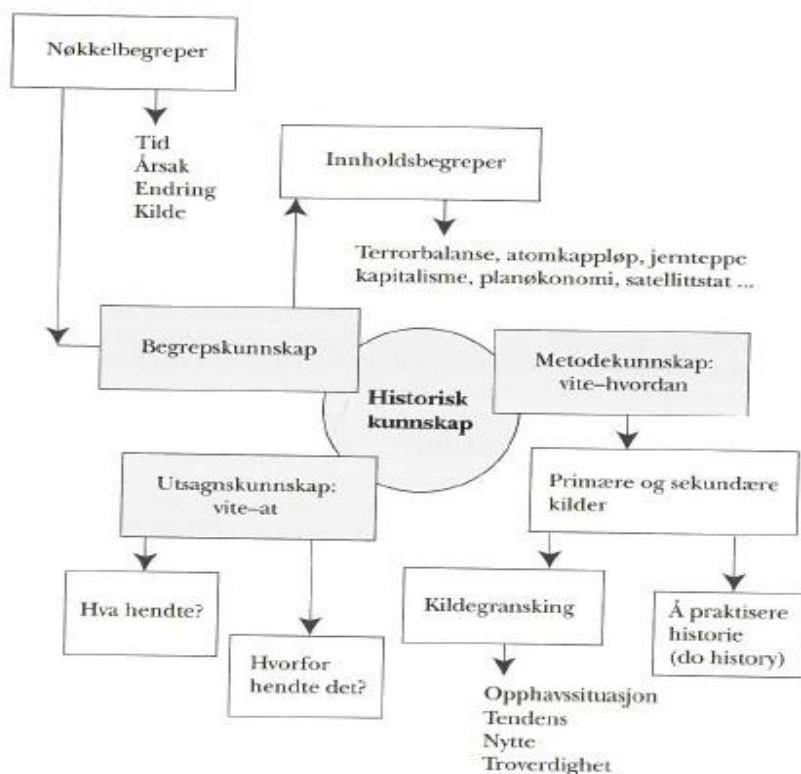 Nøkkelbegreper
Tid
Årsak
Endring
Kilde
Innholdsbegreper
Terrorbalanse, atomkappløp, jernteppe
kapitalisme, planøkonomi, satellittstat ...
Begrepskunnskap
Metodekunnskap:
vite–hvordan
Historisk
kunnskap
Utsagnskunnskap:
vite–at
Primære og sekundære
kilder
Hva hendte?
Hvorfor
hendte det?
Kildegransking
Å praktisere
historie
(do history)
Opphavssituasjon
Tendens
Nytte
Troverdighet